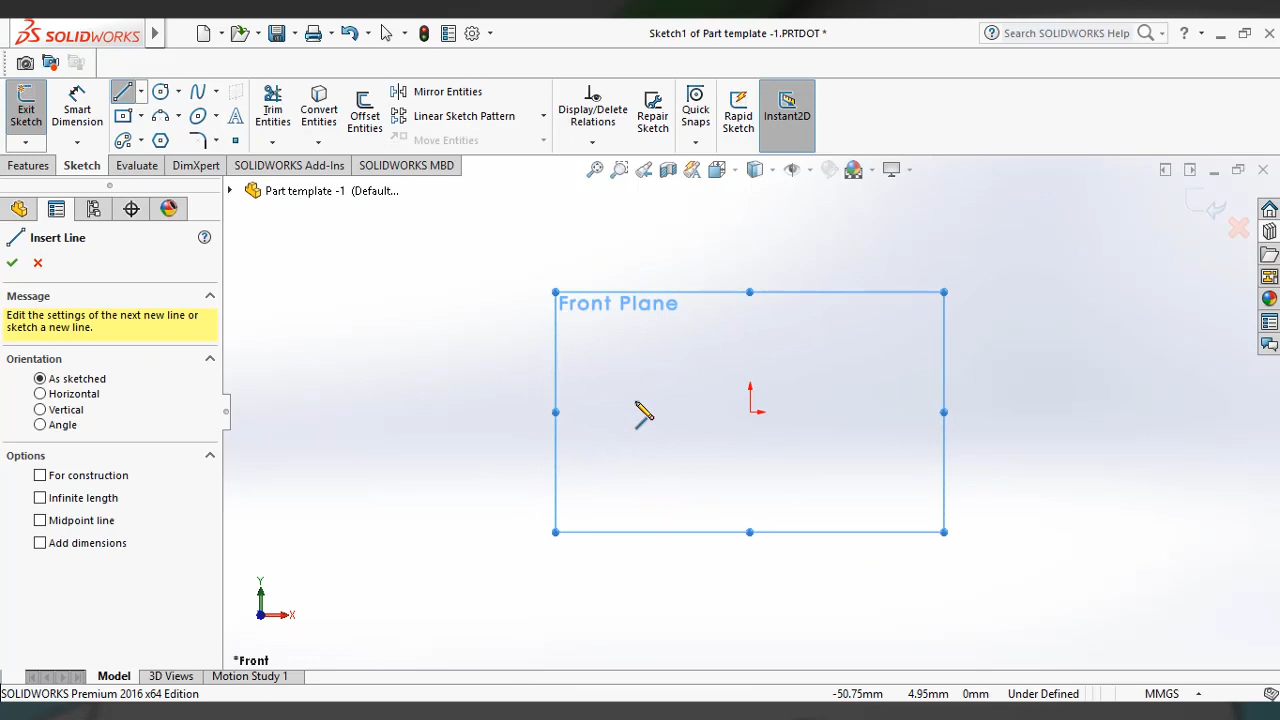 SOLIDWORKS
Sketch1 of Part template -1.PRTDOT *
Search SOLIDWORKS Help
Exit Sketch
Smart Dimension
Trim Entities
Convert Entities
Offset Entities
Mirror Entities
Linear Sketch Pattern
Move Entities
Display/Delete Relations
Repair Sketch
Quick Snaps
Rapid Sketch
Instant2D
Features
Sketch
Evaluate
DimXpert
SOLIDWORKS Add-Ins
SOLIDWORKS MBD
Part template -1 (Default...
Insert Line
Message
Edit the settings of the next new line or
sketch a new line.
Orientation
As sketched
Horizontal
Vertical
Angle
Options
For construction
Infinite length
Midpoint line
Add dimensions
Front Plane
Y
X
*Front
Model
3D Views
Motion Study 1
SOLIDWORKS Premium 2016 x64 Edition
-50.75mm
4.95mm
0mm
Under Defined
MMGS